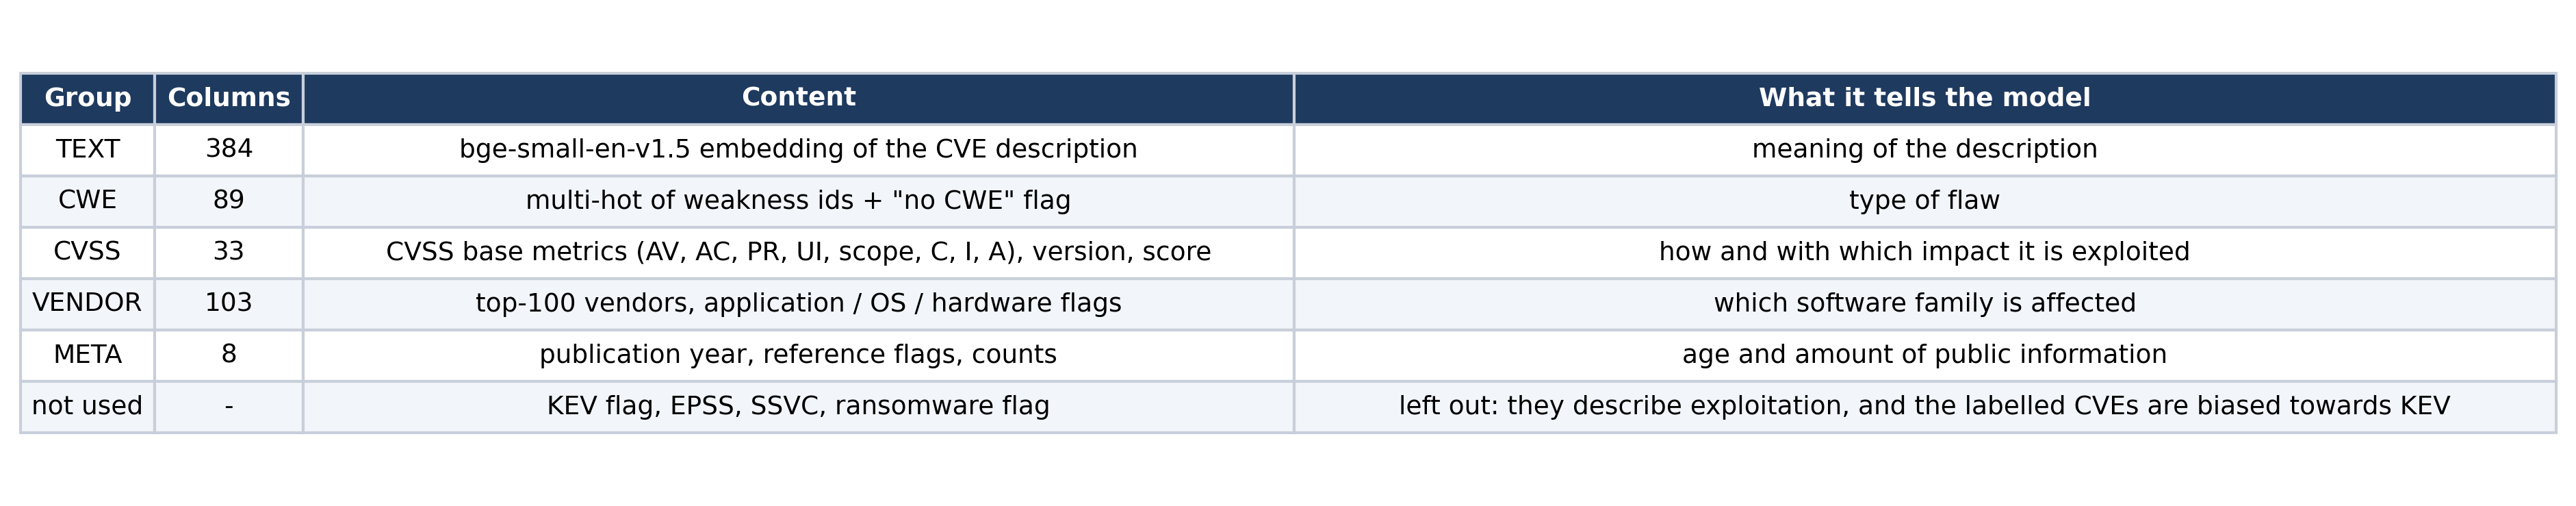 Group Columns Content What it tells the model
TEXT 384 bge-small-en-v1.5 embedding of the CVE description meaning of the description
CWE 89 multi-hot of weakness ids + "no CWE" flag type of flaw
CVSS 33 CVSS base metrics (AV, AC, PR, UI, scope, C, I, A), version, score how and with which impact it is exploited
VENDOR 103 top-100 vendors, application / OS / hardware flags which software family is affected
META 8 publication year, reference flags, counts age and amount of public information
not used - KEV flag, EPSS, SSVC, ransomware flag left out: they describe exploitation, and the labelled CVEs are biased towards KEV